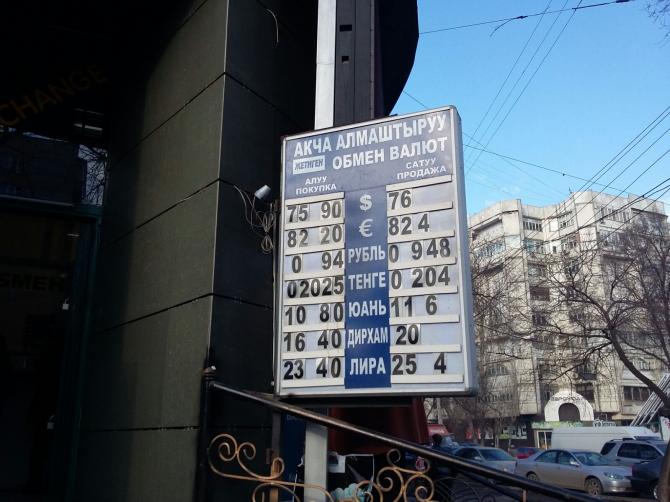 CHANGE
АКЧА АЛМАШТЫРУУ
ЖЕТИГЕН ОБМЕН ВАЛЮТ
АЛУУ САТУУ
ПОКУПКА ПРОДАЖА
75 90 $ 76
82 20 € 82 4
0 94 РУБЛЬ 0 948
0 2025 ТЕНГЕ 0 204
10 80 ЮАНЬ 11 6
16 40 ДИРХАМ 20
23 40 ЛИРА 25 4
ОБМЕН